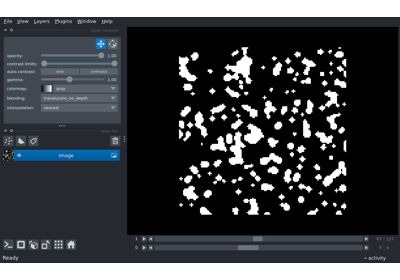 File View Layers Plugins Window Help
opacity: 1.00
contrast limits:
auto-contrast: once continuous
gamma: 1.00
colormap: gray
blending: translucent_no_depth
interpolation: nearest
Image
1
0
Ready
activity